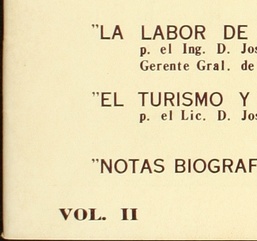 "LA LABOR DE
p. el Ing. D. Jos
Gerente Gral. de
"EL TURISMO Y
p. el Lic. D. Jos
"NOTAS BIOGRAF
VOL. II